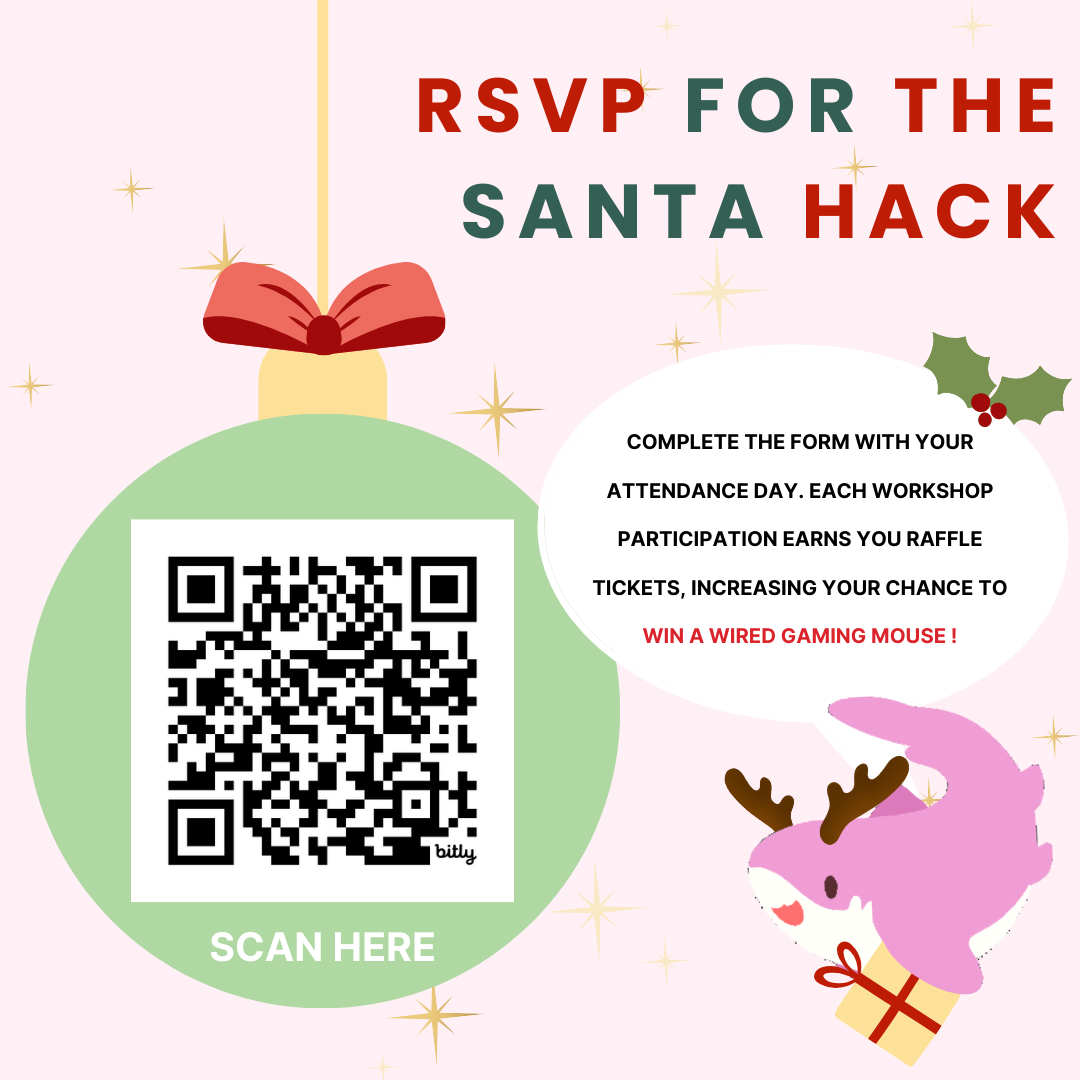 RSVP FOR THE
SANTA HACK
COMPLETE THE FORM WITH YOUR
ATTENDANCE DAY. EACH WORKSHOP
PARTICIPATION EARNS YOU RAFFLE
TICKETS, INCREASING YOUR CHANCE TO
WIN A WIRED GAMING MOUSE !
bitly
SCAN HERE